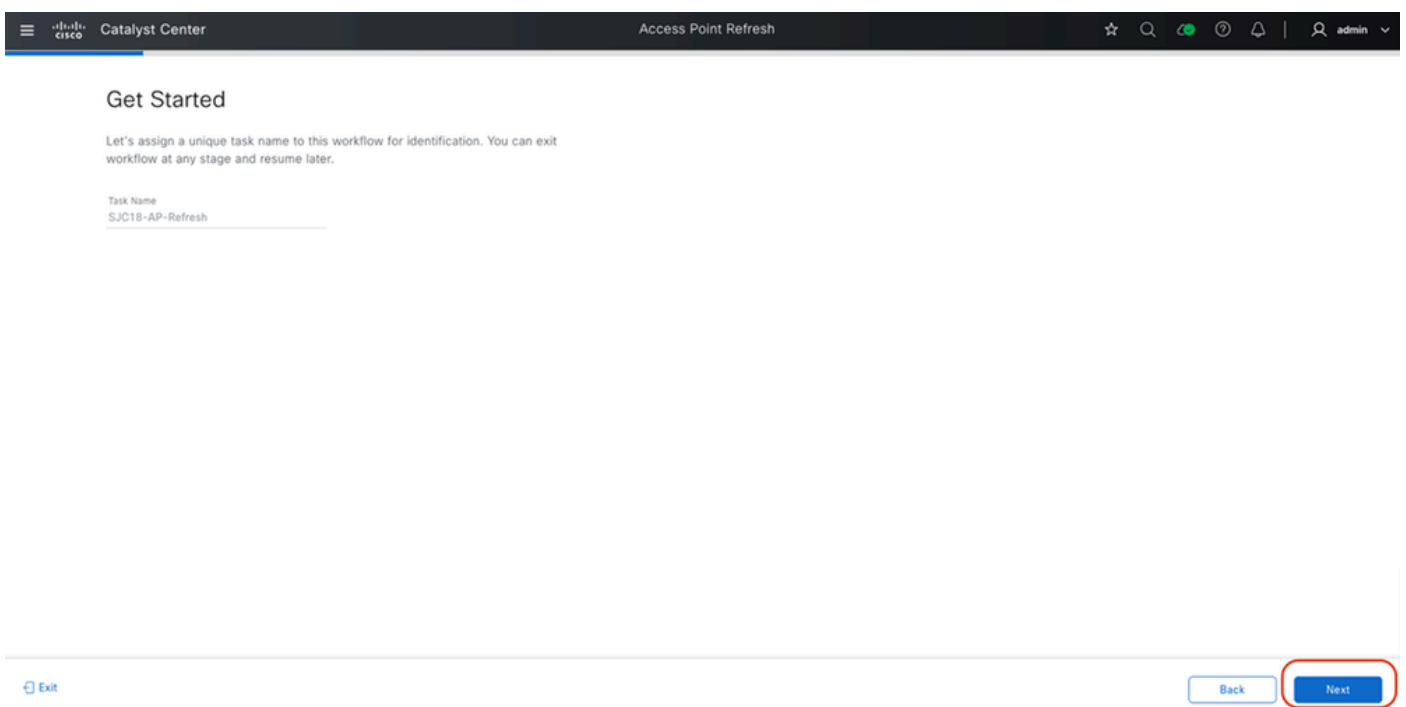 cisco Catalyst Center Access Point Refresh admin
Get Started
Let's assign a unique task name to this workflow for identification. You can exit
workflow at any stage and resume later.
Task Name
SJC18-AP-Refresh
Exit Back Next